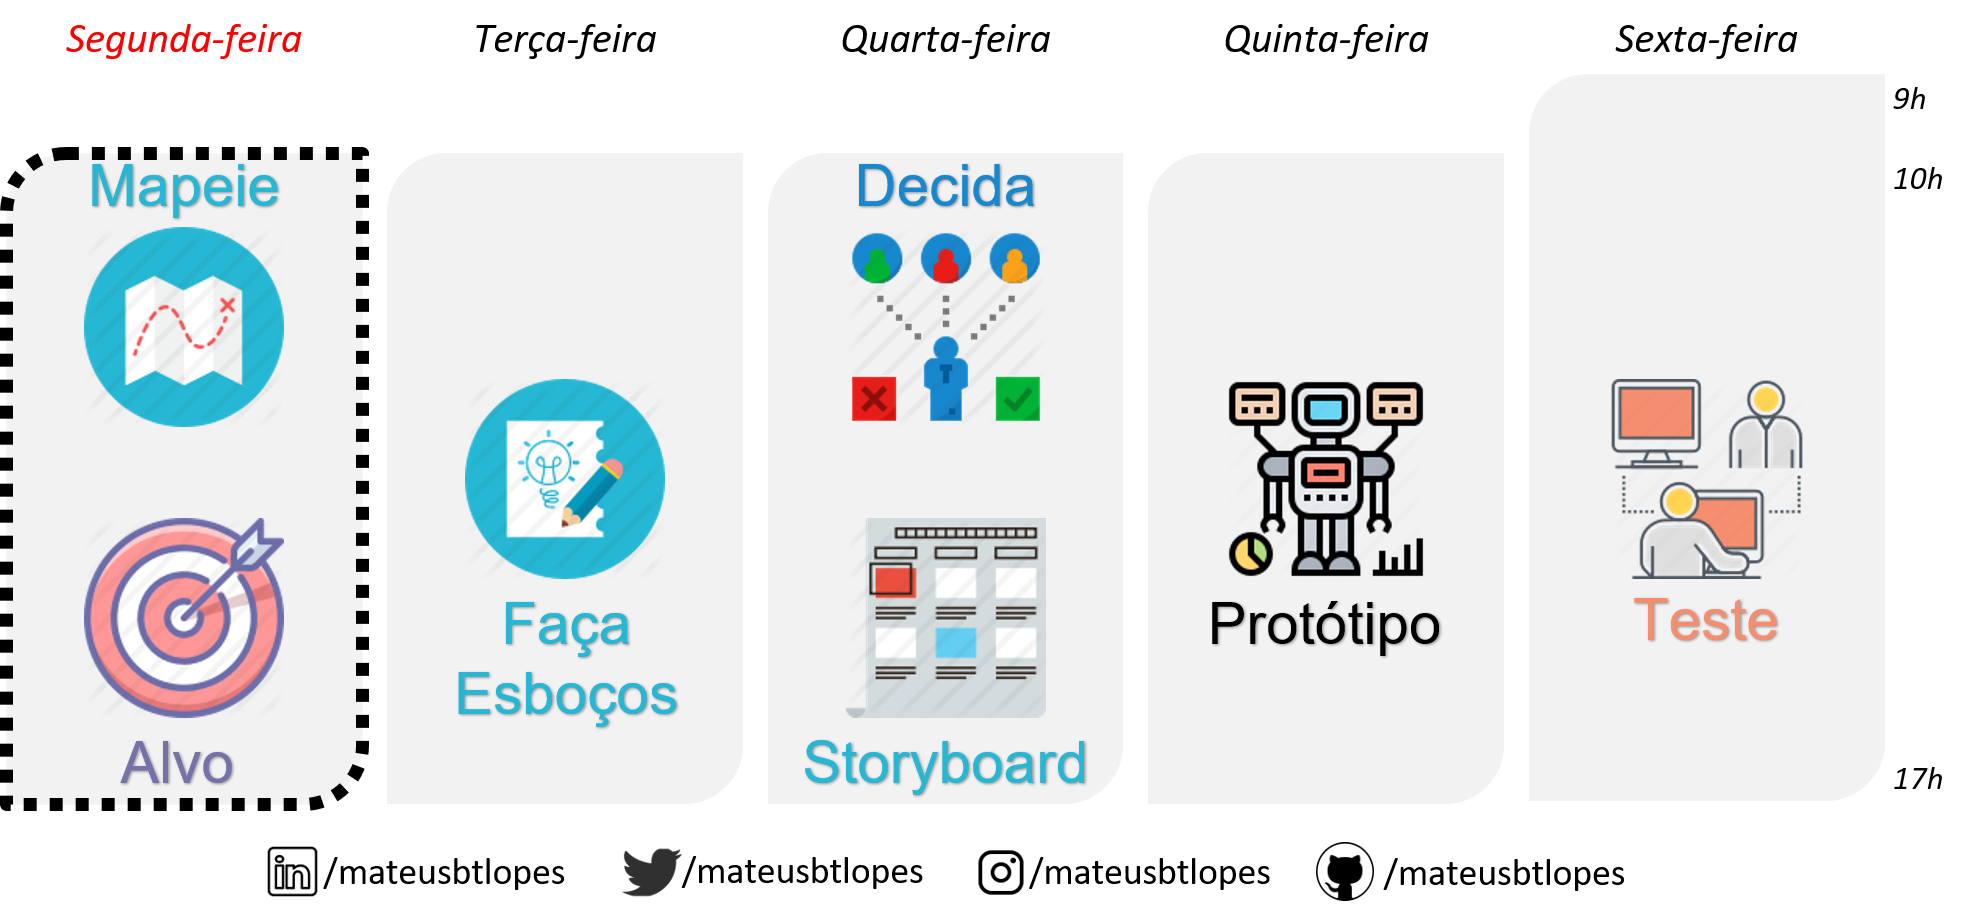 Segunda-feira
Terça-feira
Quarta-feira
Quinta-feira
Sexta-feira
9h
10h
17h
Mapeie
Alvo
Faça
Esboços
Decida
Storyboard
Protótipo
Teste
in /mateusbtlopes
/mateusbtlopes
/mateusbtlopes
/mateusbtlopes